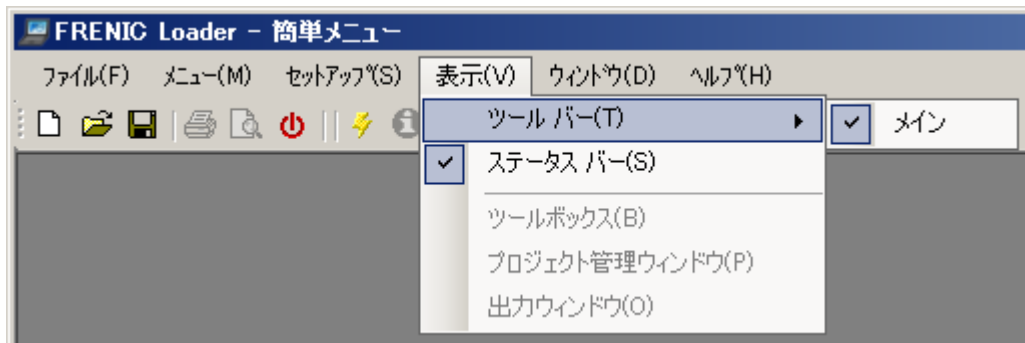 FRENIC Loader - 簡単メニュー
ファイル(F) メニュー(M) セットアップ(S) 表示(V) ウィンドウ(D) ヘルプ(H)
ツール バー(T)
メイン
ステータス バー(S)
ツールボックス(B)
プロジェクト管理ウィンドウ(P)
出力ウィンドウ(O)